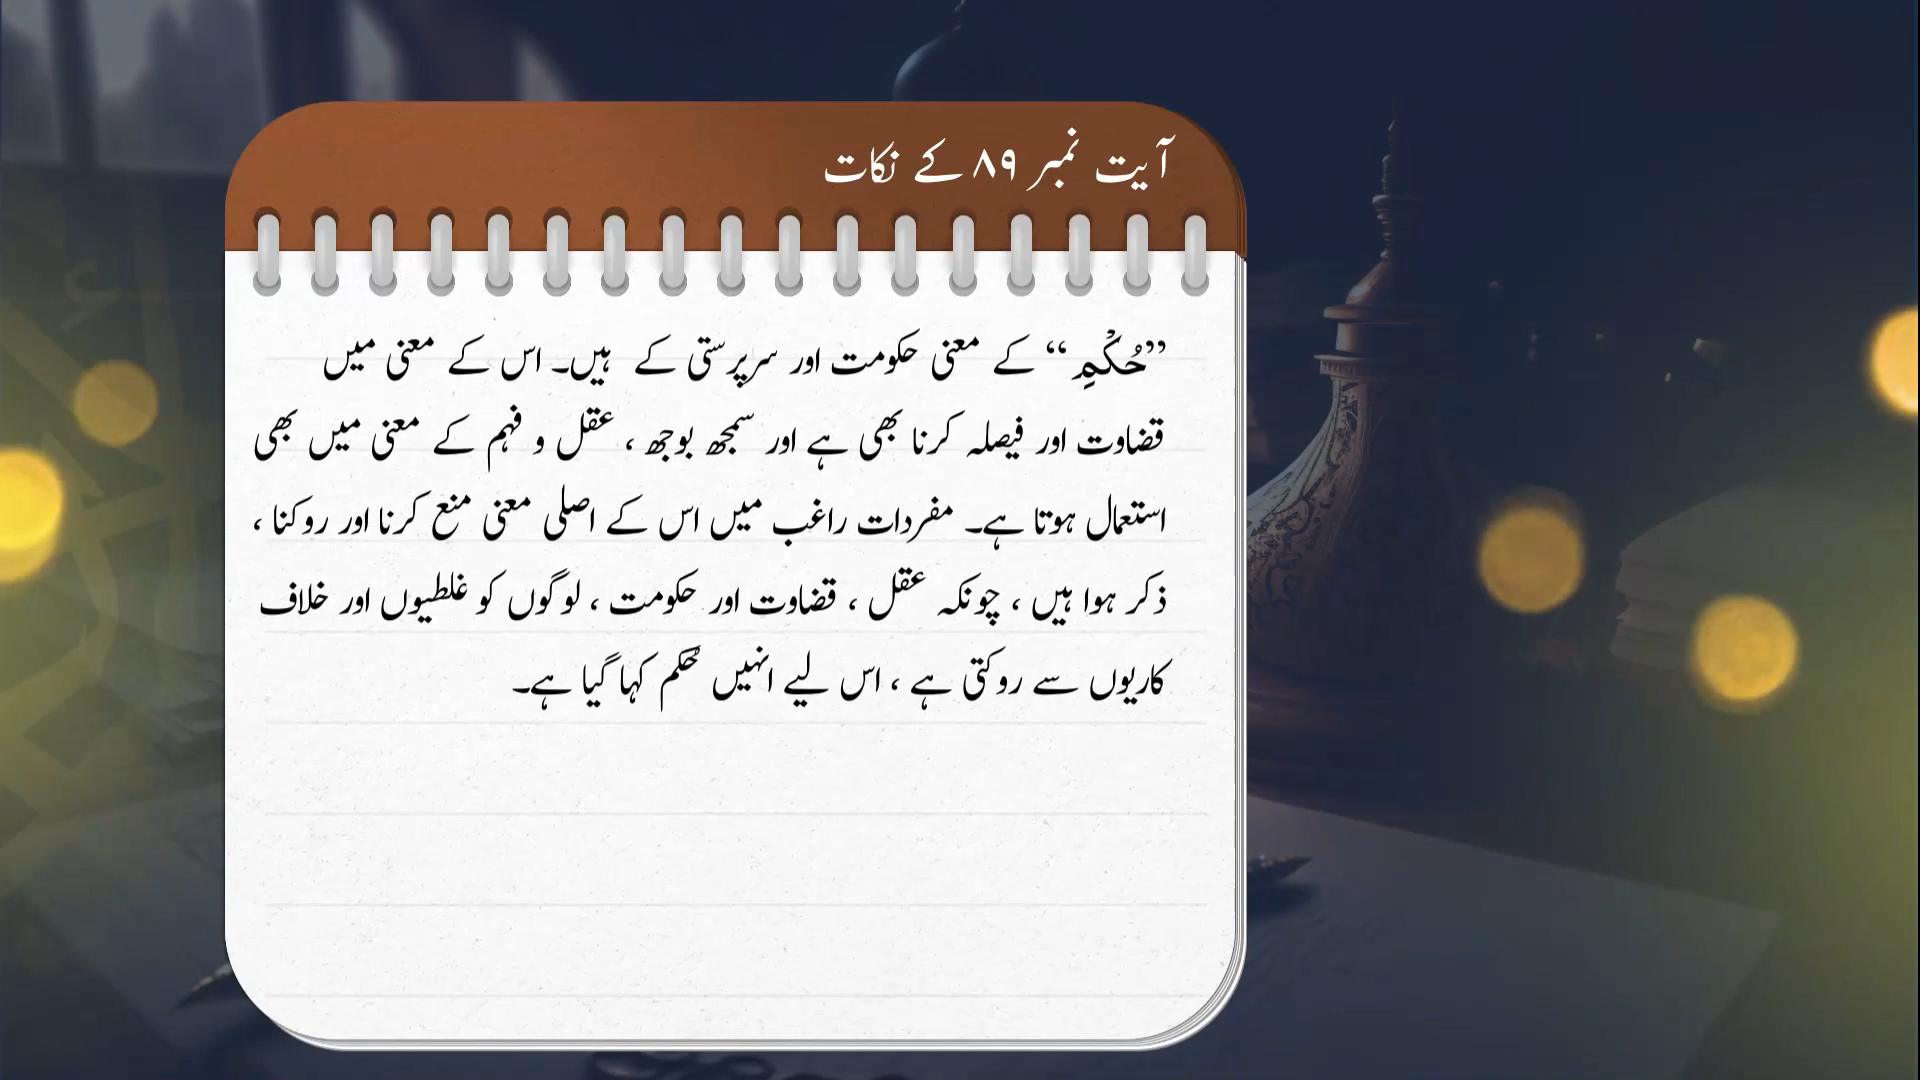 آیت نمبر ۸۹ کے نکات
”حُکْمِ“ کے معنی حکومت اور سرپرستی کے ہیں۔ اس کے معنی میں
قضاوت اور فیصلہ کرنا بھی ہے اور سمجھ بوجھ ، عقل و فہم کے معنی میں بھی
استعمال ہوتا ہے۔ مفردات راغب میں اس کے اصلی معنی منع کرنا اور روکنا ،
ذکر ہوا ہیں ، چونکہ عقل ، قضاوت اور حکومت ، لوگوں کو غلطیوں اور خلاف
کاریوں سے روکتی ہے ، اس لیے انہیں حُکم کہا گیا ہے۔